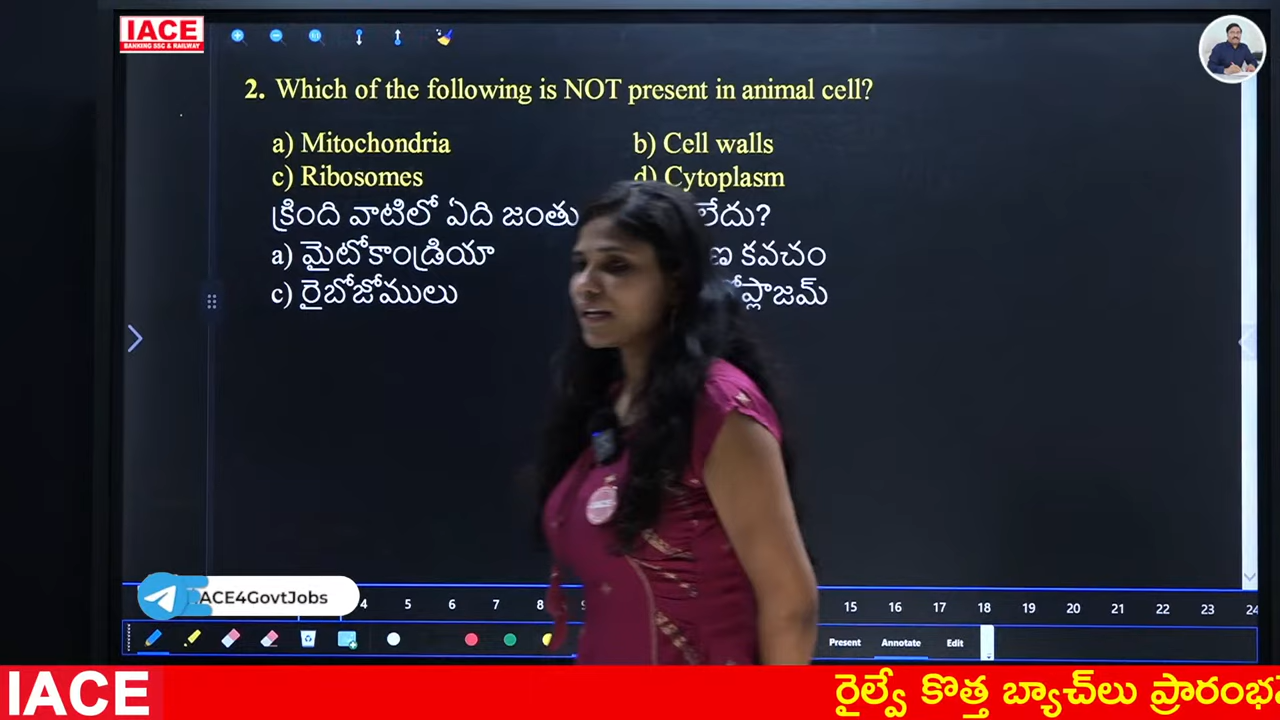 IACE
BANKING SSC & RAILWAY
2. Which of the following is NOT present in animal cell?
a) Mitochondria b) Cell walls
c) Ribosomes d) Cytoplasm
క్రింది వాటిలో ఏది జంతు లేదు?
a) మైటోకాండ్రియా కవచం
c) రైబోజోములు
IACE4GovtJobs
4 5 6 7 8 15 16 17 18 19 20 21 22 23 24
Present Annotate Edit
IACE
రైల్వే కొత్త బ్యాచ్‌లు